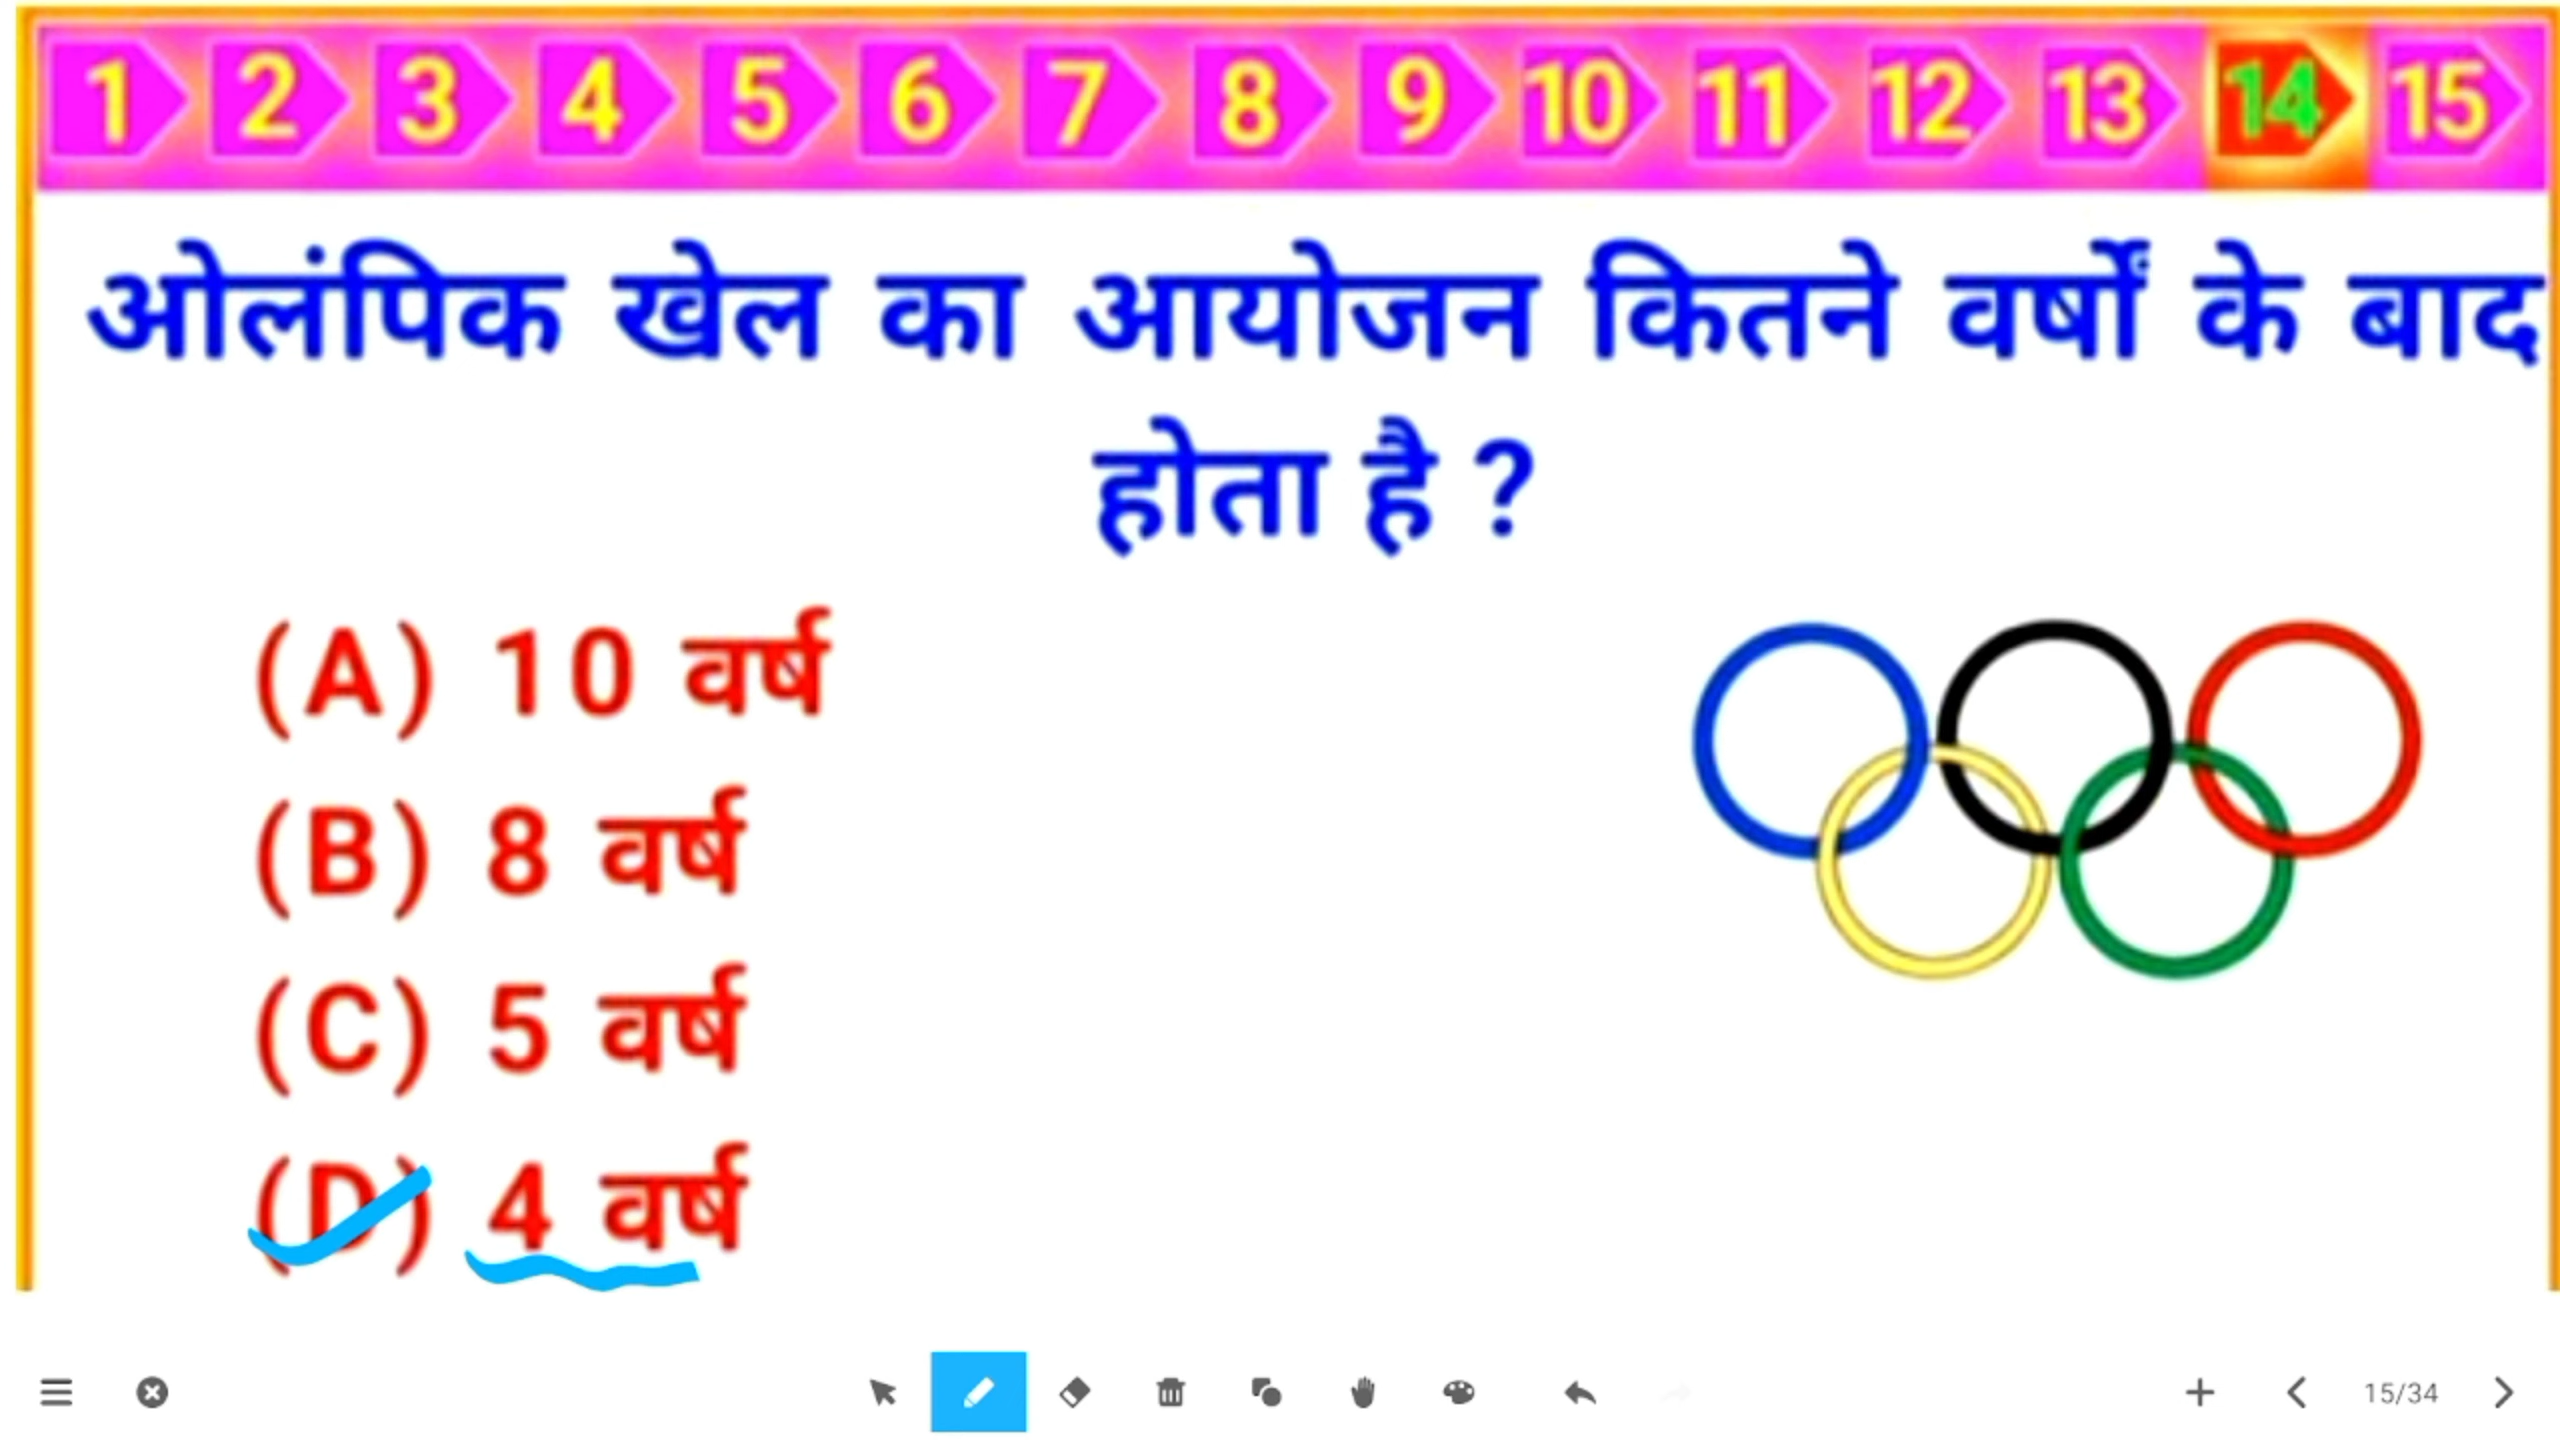 1 2 3 4 5 6 7 8 9 10 11 12 13 14 15
ओलंपिक खेल का आयोजन कितने वर्षों के बाद
होता है ?
(A) 10 वर्ष
(B) 8 वर्ष
(C) 5 वर्ष
(D) 4 वर्ष
15/34